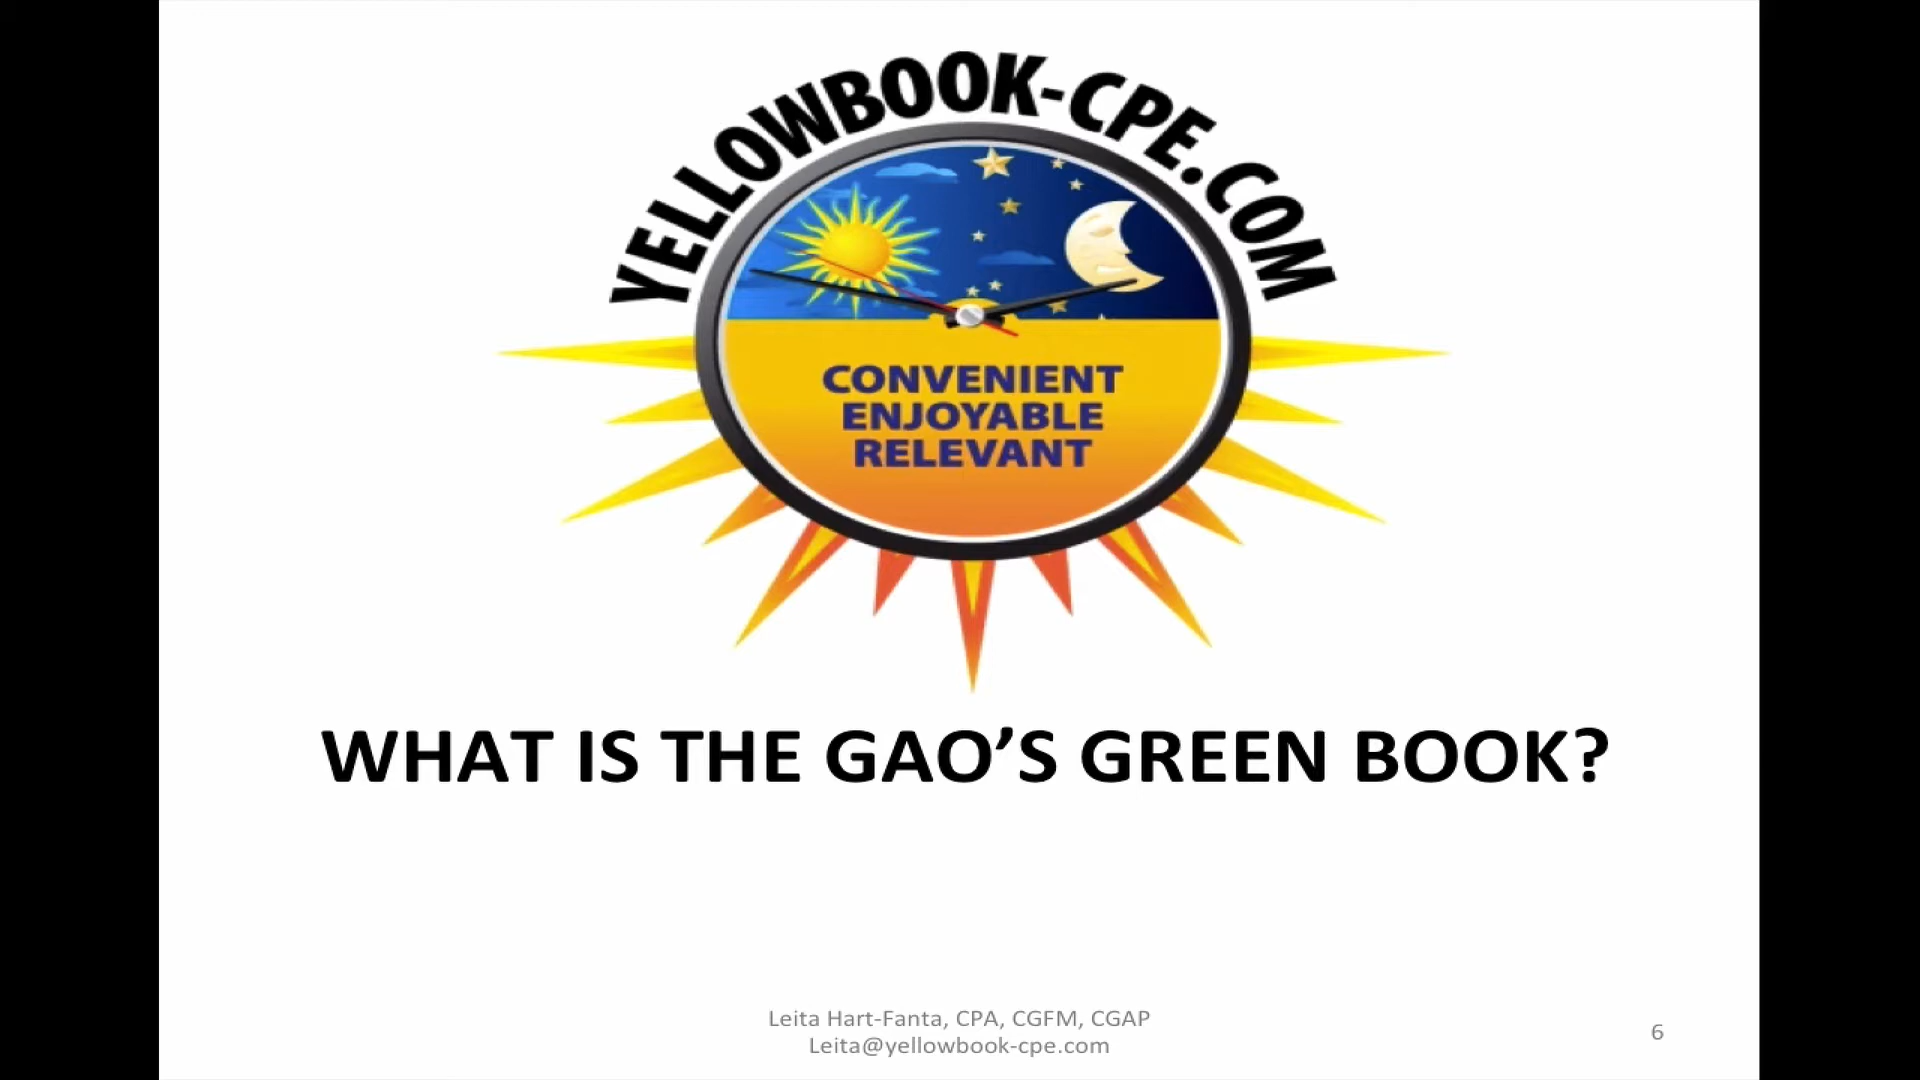 YELLOWBOOK-CPE.COM
CONVENIENT
ENJOYABLE
RELEVANT
WHAT IS THE GAO’S GREEN BOOK?
Leita Hart-Fanta, CPA, CGFM, CGAP
Leita@yellowbook-cpe.com
6